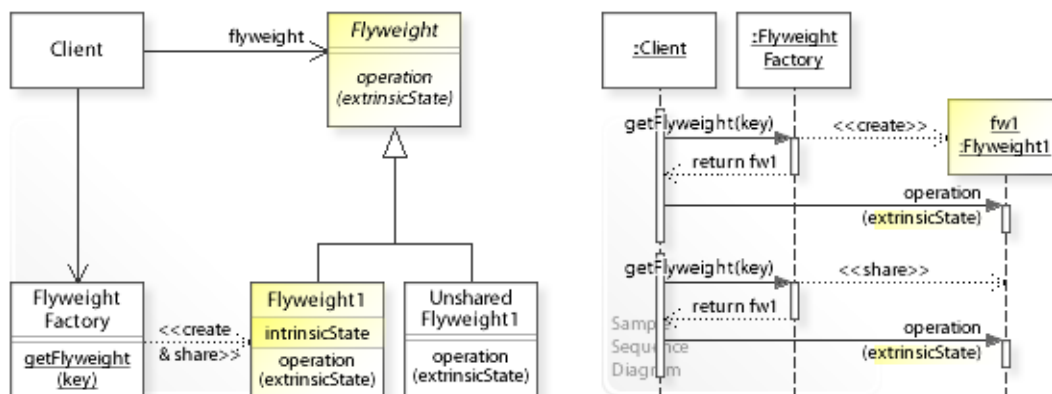 Client
flyweight
Flyweight
operation
(extrinsicState)
Flyweight
Factory
getFlyweight
(key)
<<create
& share>>
Flyweight1
intrinsicState
operation
(extrinsicState)
Unshared
Flyweight1
operation
(extrinsicState)
:Client
:Flyweight
Factory
getFlyweight(key)
<<create>>
fw1
:Flyweight1
return fw1
operation
(extrinsicState)
getFlyweight(key)
<<share>>
return fw1
operation
(extrinsicState)
Sample
Sequence
Diagram